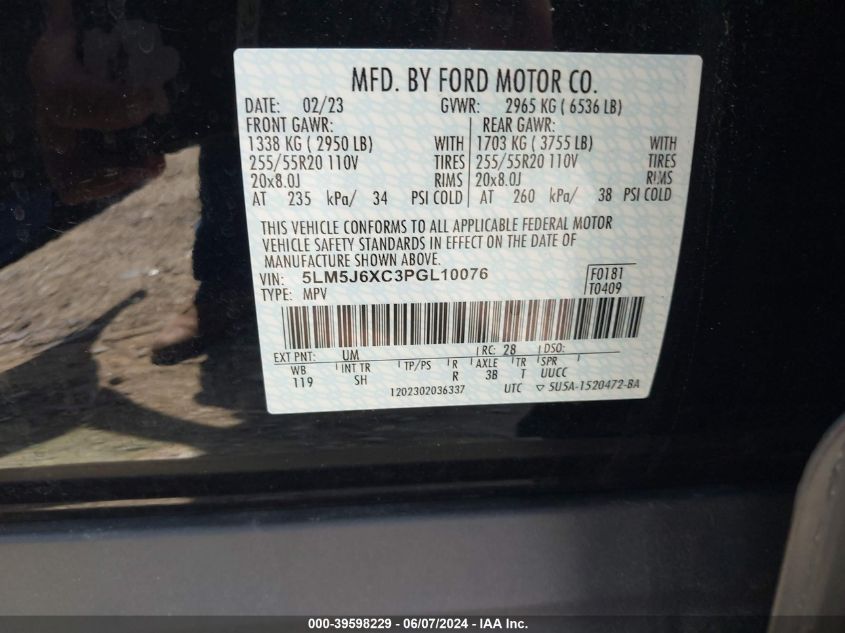 MFD. BY FORD MOTOR CO.
DATE: 02/23 GVWR: 2965 KG ( 6536 LB)
FRONT GAWR: REAR GAWR:
1338 KG ( 2950 LB) WITH 1703 KG ( 3755 LB) WITH
255/55R20 110V TIRES 255/55R20 110V TIRES
20x8.0J RIMS 20x8.0J RIMS
AT 235 kPa/ 34 PSI COLD AT 260 kPa/ 38 PSI COLD
THIS VEHICLE CONFORMS TO ALL APPLICABLE FEDERAL MOTOR
VEHICLE SAFETY STANDARDS IN EFFECT ON THE DATE OF
MANUFACTURE SHOWN ABOVE.
VIN: 5LM5J6XC3PGL10076 F0181
TYPE: MPV T0409
EXT PNT: UM RC: 28 DSO:
WB INT TR TP/PS R AXLE TR SPR
119 SH R 3B T UUCC
1202302036337 UTC ▽ 5U5A-1520472-BA
000-39598229 - 06/07/2024 - IAA Inc.